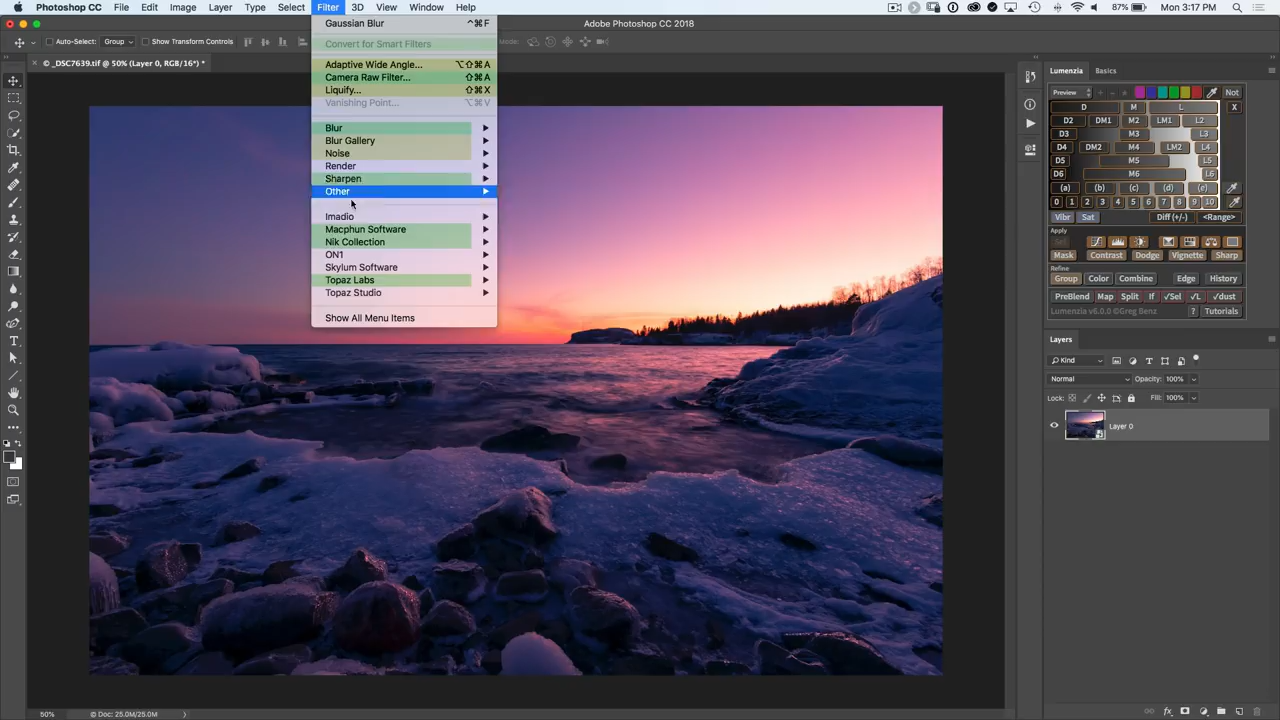 Photoshop CC File Edit Image Layer Type Select Filter 3D View Window Help 87% Mon 3:17 PM
Adobe Photoshop CC 2018
Auto-Select: Group Show Transform Controls Mode:
© _DSC7639.tif @ 50% (Layer 0, RGB/16*) *
Gaussian Blur ^⌘F
Convert for Smart Filters
Adaptive Wide Angle... ⌥⇧⌘A
Camera Raw Filter... ⇧⌘A
Liquify... ⇧⌘X
Vanishing Point... ⌥⌘V
Blur
Blur Gallery
Noise
Render
Sharpen
Other
Imadio
Macphun Software
Nik Collection
ON1
Skylum Software
Topaz Labs
Topaz Studio
Show All Menu Items
Lumenzia Basics
Preview Not
D M L X
D2 DM1 M2 LM1 L2
D3 M3 L3
D4 DM2 M4 LM2 L4
D5 M5 L5
D6 M6 L6
(a) (b) (c) (d) (e)
0 1 2 3 4 5 6 7 8 9 10
Vibr Sat Diff (+/-) <Range>
Apply
Sel
Mask Contrast Dodge Vignette Sharp
Refine
Group Color Combine Edge History
PreBlend Map Split If √Sel √L √dust
Lumenzia v6.0.0 ©Greg Benz ? Tutorials
Layers
Kind
Normal Opacity: 100%
Lock: Fill: 100%
Layer 0
50% Doc: 25.0M/25.0M